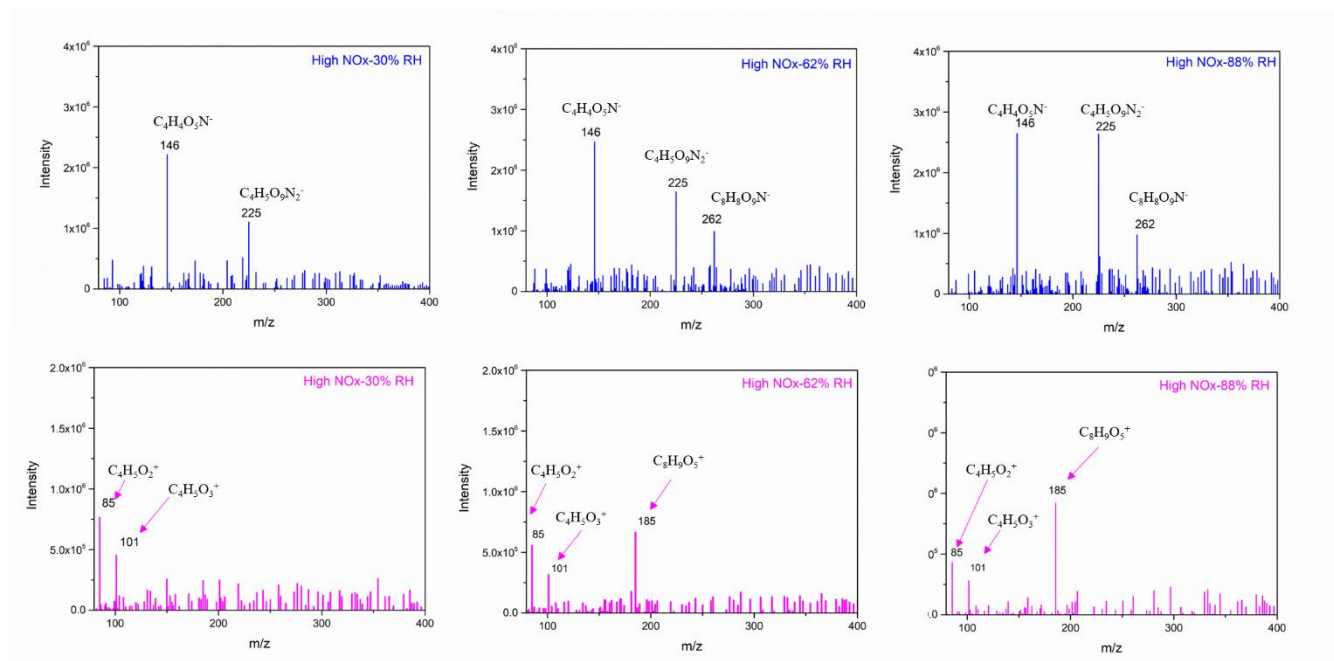 4x10⁶
3x10⁶
2x10⁶
1x10⁶
0
Intensity
High NOx-30% RH
C₄H₄O₅N⁻
146
C₄H₅O₉N₂⁻
225
100
200
300
400
m/z
4x10⁶
3x10⁶
2x10⁶
1x10⁶
0
Intensity
High NOx-62% RH
C₄H₄O₅N⁻
146
C₄H₅O₉N₂⁻
225
C₈H₈O₉N⁻
262
100
200
300
400
m/z
4x10⁶
3x10⁶
2x10⁶
1x10⁶
0
Intensity
High NOx-88% RH
C₄H₄O₅N⁻
146
C₄H₅O₉N₂⁻
225
C₈H₈O₉N⁻
262
100
200
300
400
m/z
2.0x10⁶
1.5x10⁶
1.0x10⁶
5.0x10⁵
0.0
Intensity
High NOx-30% RH
C₄H₅O₂⁺
85
C₄H₅O₃⁺
101
100
200
300
400
m/z
2.0x10⁶
1.5x10⁶
1.0x10⁶
5.0x10⁵
0.0
Intensity
High NOx-62% RH
C₄H₅O₂⁺
85
C₄H₅O₃⁺
101
C₈H₉O₅⁺
185
100
200
300
400
m/z
0⁶
0⁶
0⁶
0⁵
.0
High NOx-88% RH
C₈H₉O₅⁺
185
C₄H₅O₂⁺
85
C₄H₅O₃⁺
101
100
200
300
400
m/z